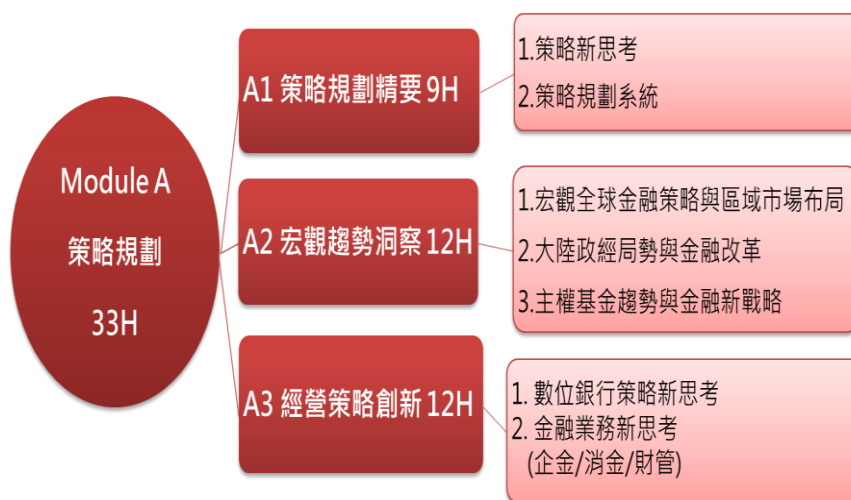 Module A
策略規劃
33H
A1 策略規劃精要 9H
1.策略新思考
2.策略規劃系統
A2 宏觀趨勢洞察 12H
1.宏觀全球金融策略與區域市場布局
2.大陸政經局勢與金融改革
3.主權基金趨勢與金融新戰略
A3 經營策略創新 12H
1. 數位銀行策略新思考
2. 金融業務新思考
(企金/消金/財管)